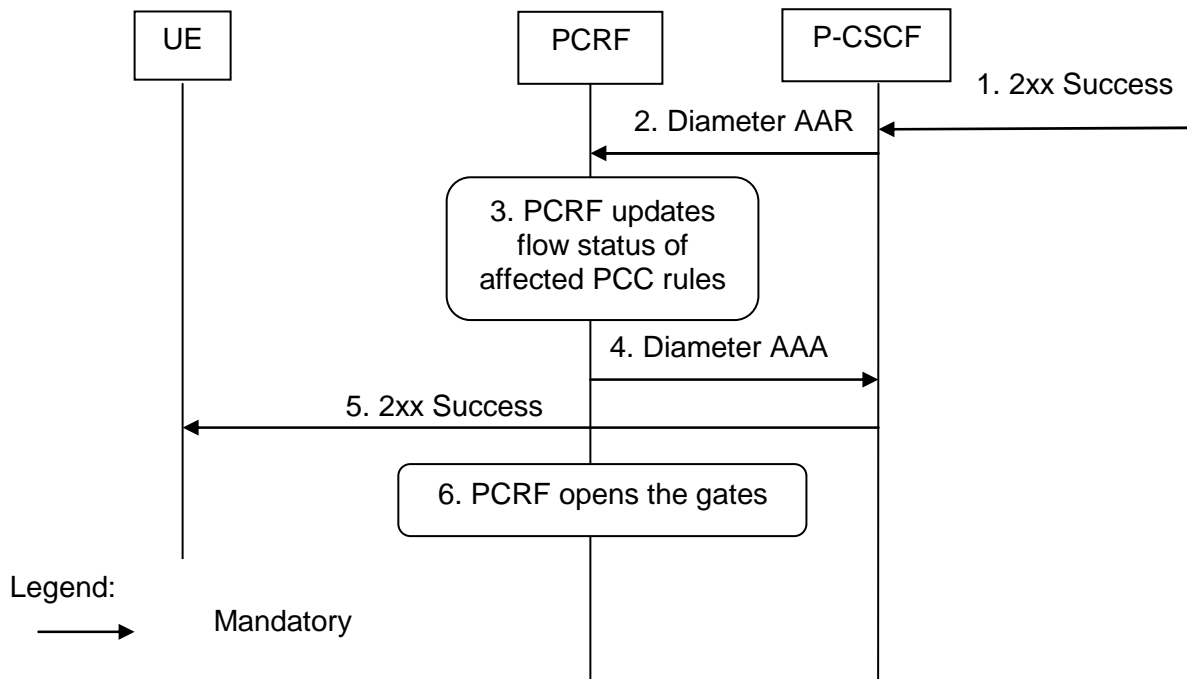 UE
PCRF
P-CSCF
1. 2xx Success
2. Diameter AAR
3. PCRF updates
flow status of
affected PCC rules
4. Diameter AAA
5. 2xx Success
6. PCRF opens the gates
Legend:
Mandatory